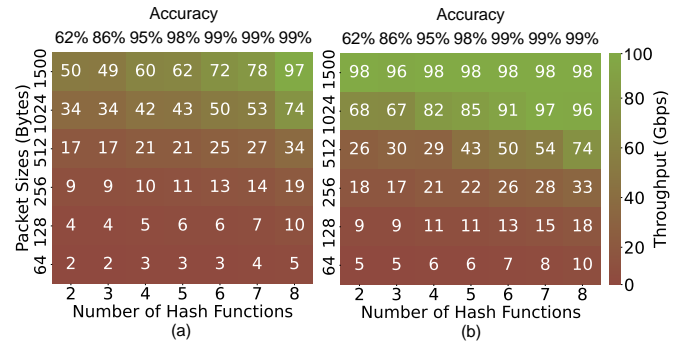 Accuracy
62% 86% 95% 98% 99% 99% 99%
Packet Sizes (Bytes)
1500 50 49 60 62 72 78 97
1024 34 34 42 43 50 53 74
512 17 17 21 21 25 27 34
256 9 9 10 11 13 14 19
128 4 4 5 6 6 7 10
64 2 2 3 3 3 4 5
2 3 4 5 6 7 8
Number of Hash Functions
(a)
Accuracy
62% 86% 95% 98% 99% 99% 99%
1500 98 96 98 98 98 98 98
1024 68 67 82 85 91 97 96
512 26 30 29 43 50 54 74
256 18 17 21 22 26 28 33
128 9 9 11 11 13 15 18
64 5 5 6 6 7 8 10
2 3 4 5 6 7 8
Number of Hash Functions
(b)
100
80
60
40
20
0
Throughput (Gbps)